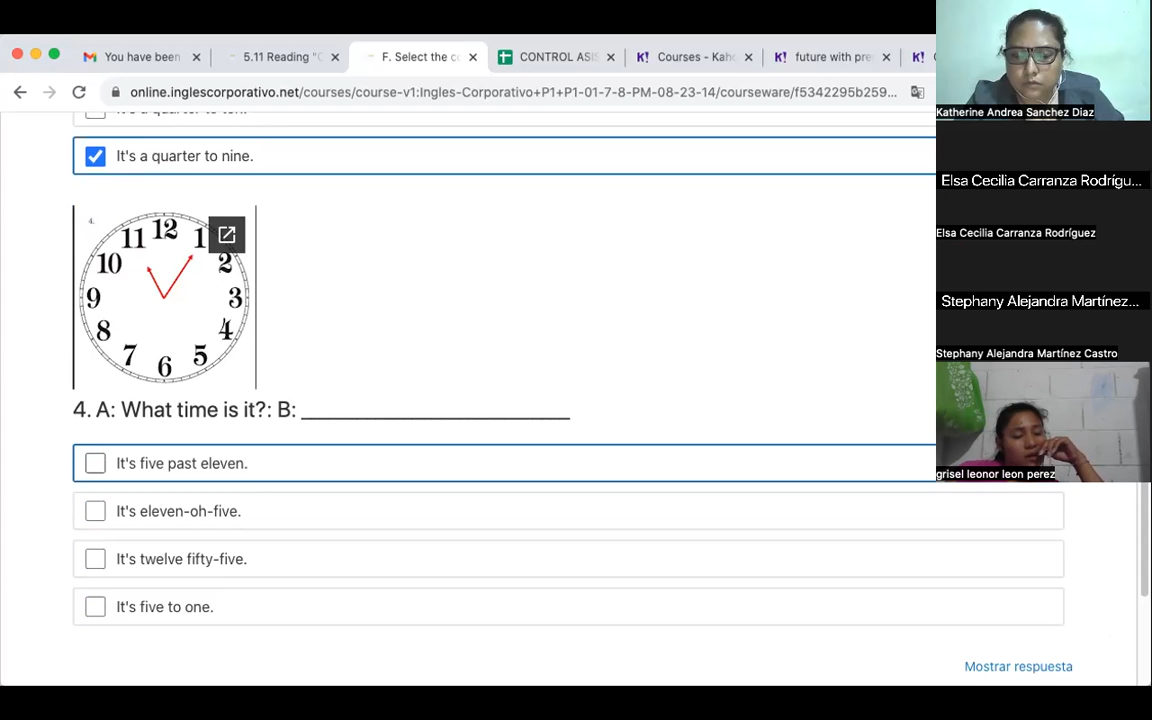 You have been
5.11 Reading "
F. Select the c
CONTROL ASI
Courses - Kah
future with pre
online.inglescorporativo.net/courses/course-v1:Ingles-Corporativo+P1+P1-01-7-8-PM-08-23-14/courseware/f5342295b259...
It's a quarter to nine.
4.
12
11
1
10
2
9
3
8
4
7
5
6
4. A: What time is it?: B: ________________________
It's five past eleven.
It's eleven-oh-five.
It's twelve fifty-five.
It's five to one.
Mostrar respuesta
Katherine Andrea Sanchez Diaz
Elsa Cecilia Carranza Rodrígu...
Elsa Cecilia Carranza Rodríguez
Stephany Alejandra Martínez...
Stephany Alejandra Martínez Castro
grisel leonor leon perez